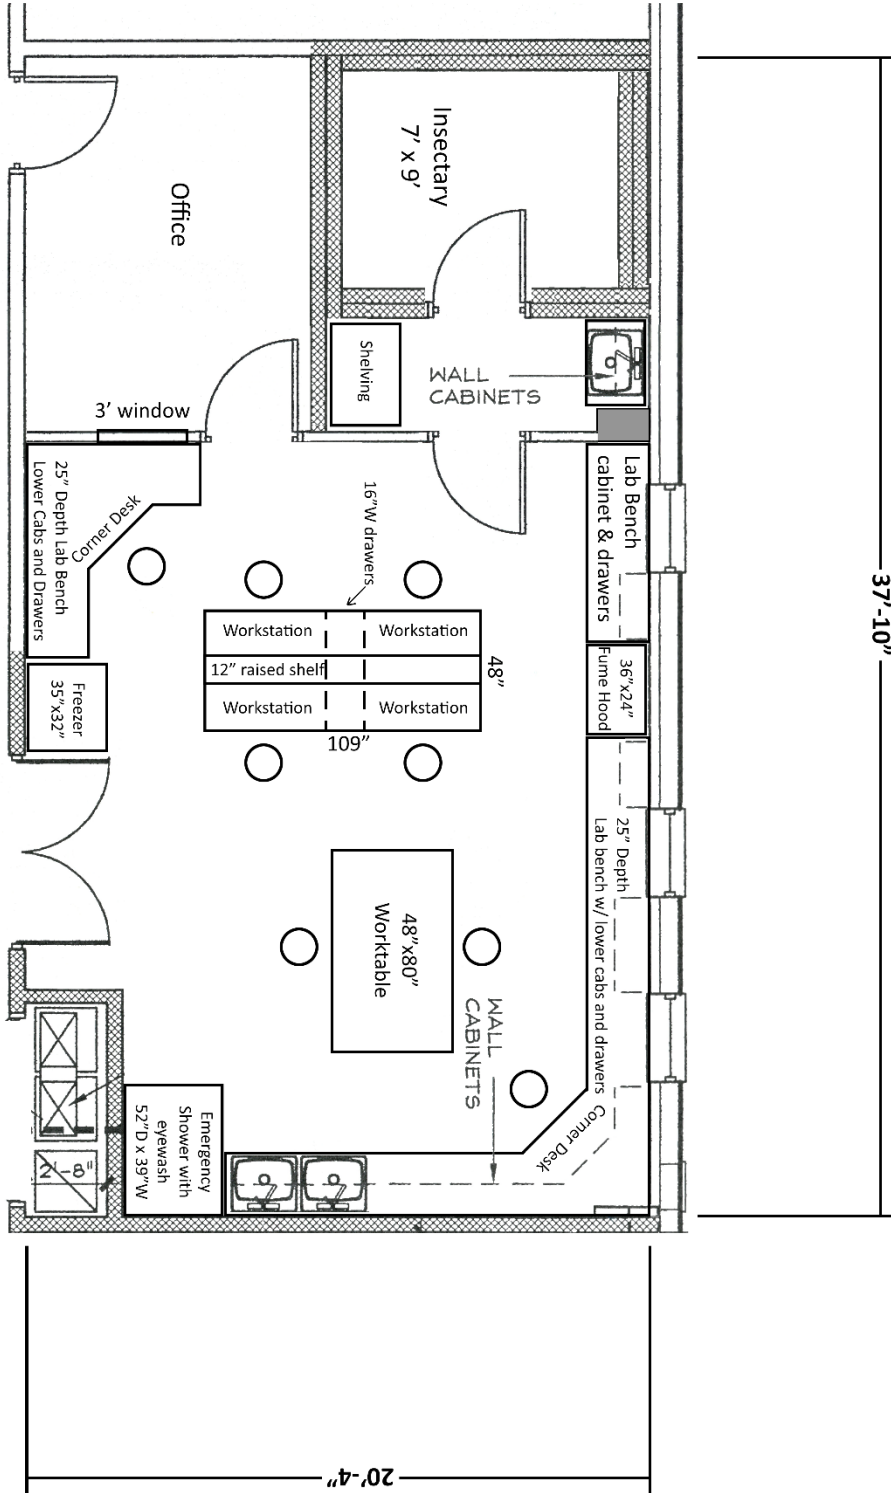 Insectary
7' x 9'
Office
Shelving
WALL
CABINETS
3' window
25" Depth Lab Bench
Lower Cabs and Drawers
Corner Desk
16"W drawers
Lab Bench
cabinet & drawers
37'-10"
Workstation
Workstation
12" raised shelf
48"
Workstation
Workstation
109"
36"x24"
Fume Hood
Freezer
35"x32"
25" Depth
Lab bench w/ lower cabs and drawers
48"x80"
Worktable
WALL
CABINETS
Corner Desk
Emergency
Shower with
eyewash
52"D x 39"W
2'-8"
20'-4"